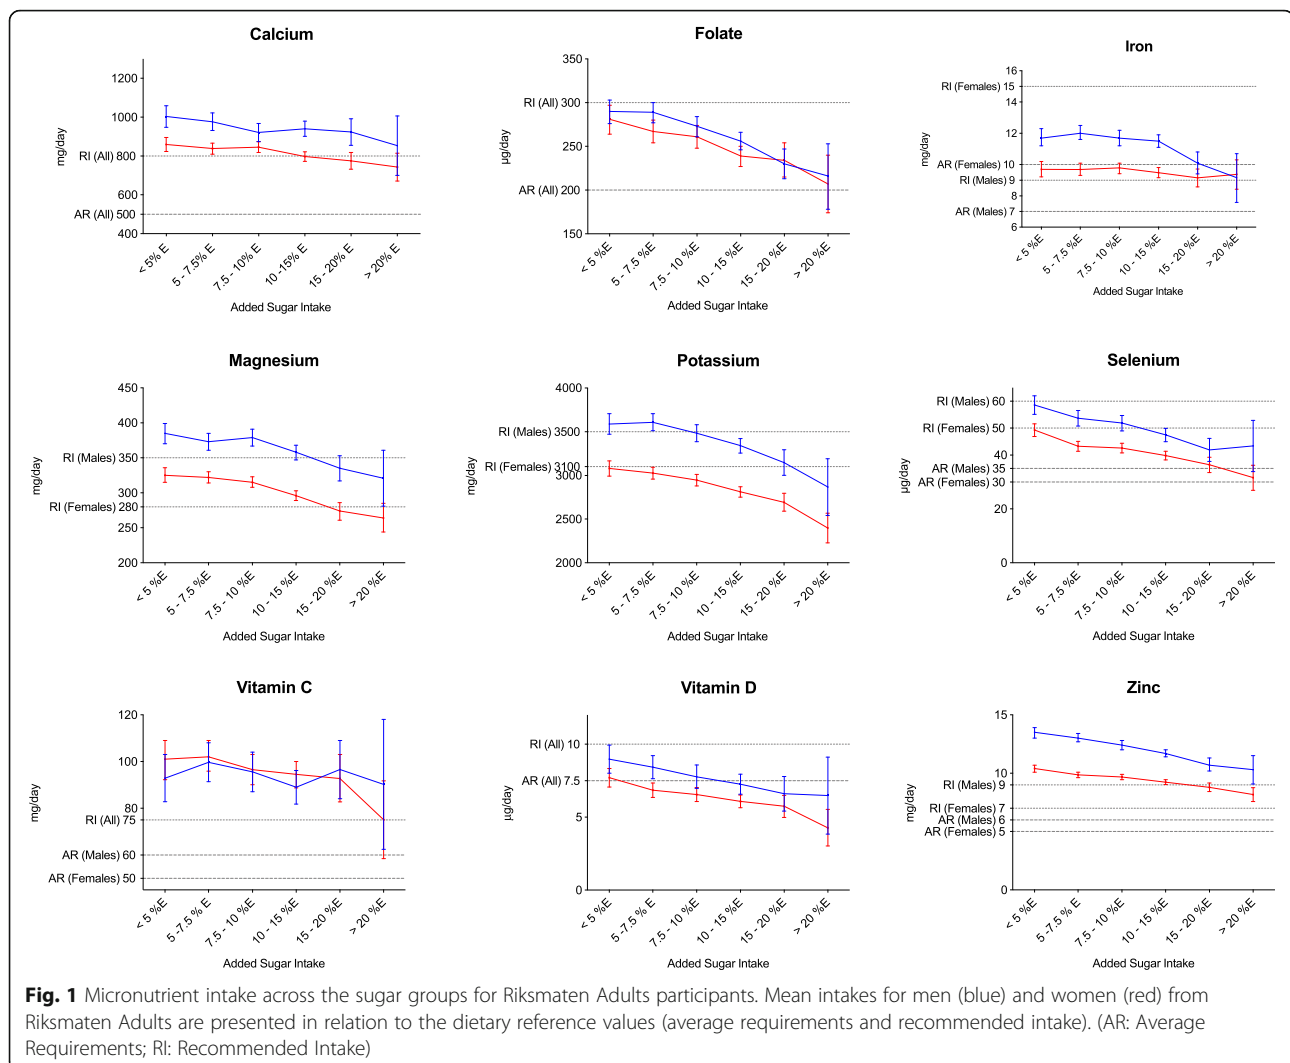 Calcium
mg/day
1200
1000
RI (All) 800
600
AR (All) 500
400
< 5% E
5 - 7.5% E
7.5 - 10% E
10 -15% E
15 - 20% E
> 20% E
Added Sugar Intake
Folate
µg/day
350
RI (All) 300
250
AR (All) 200
150
< 5 %E
5 - 7.5 %E
7.5 - 10 %E
10 - 15 %E
15 - 20 %E
> 20 %E
Added Sugar Intake
Iron
mg/day
16
RI (Females) 15
14
12
AR (Females) 10
RI (Males) 9
8
AR (Males) 7
6
< 5 %E
5 - 7.5 %E
7.5 - 10 %E
10 - 15 %E
15 - 20 %E
> 20 %E
Added Sugar Intake
Magnesium
mg/day
450
400
RI (Males) 350
300
RI (Females) 280
250
200
< 5 %E
5 - 7.5 %E
7.5 - 10 %E
10 - 15 %E
15 - 20 %E
> 20 %E
Added Sugar Intake
Potassium
mg/day
4000
RI (Males) 3500
RI (Females) 3100
3000
2500
2000
< 5 %E
5 - 7.5 %E
7.5 - 10 %E
10 - 15 %E
15 - 20 %E
> 20 %E
Added Sugar Intake
Selenium
µg/day
RI (Males) 60
RI (Females) 50
40
AR (Males) 35
AR (Females) 30
20
0
< 5 %E
5 - 7.5 %E
7.5 - 10 %E
10 - 15 %E
15 - 20 %E
> 20 %E
Added Sugar Intake
Vitamin C
mg/day
120
100
80
RI (All) 75
AR (Males) 60
AR (Females) 50
< 5 %E
5 -7.5 % E
7.5 - 10 %E
10 - 15 %E
15 - 20 %E
> 20 %E
Added Sugar Intake
Vitamin D
µg/day
RI (All) 10
AR (All) 7.5
5
0
< 5 %E
5 -7.5 % E
7.5 - 10 %E
10 - 15 %E
15 - 20 %E
> 20 %E
Added Sugar Intake
Zinc
mg/day
15
10
RI (Males) 9
RI (Females) 7
AR (Males) 6
AR (Females) 5
0
< 5 %E
5 -7.5 % E
7.5 - 10 %E
10 - 15 %E
15 - 20 %E
> 20 %E
Added Sugar Intake
Fig. 1 Micronutrient intake across the sugar groups for Riksmaten Adults participants. Mean intakes for men (blue) and women (red) from
Riksmaten Adults are presented in relation to the dietary reference values (average requirements and recommended intake). (AR: Average
Requirements; RI: Recommended Intake)